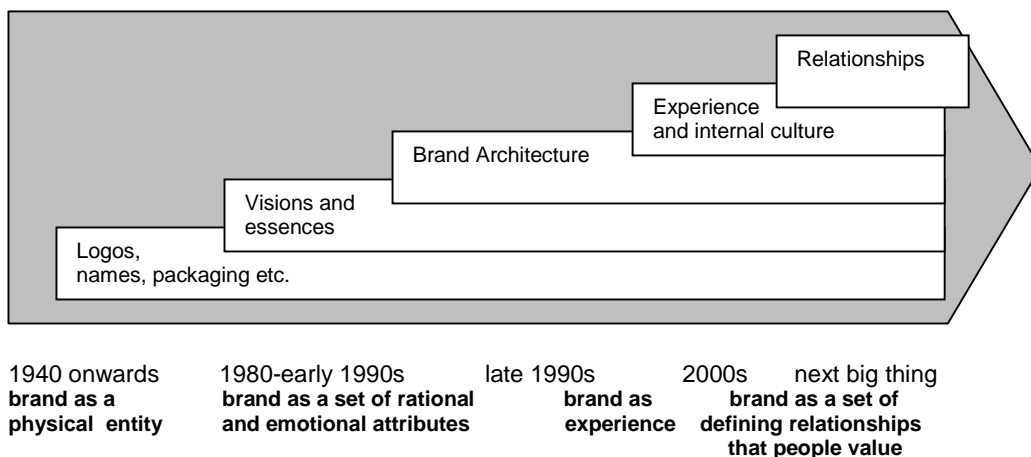 Relationships
Experience
and internal culture
Brand Architecture
Visions and
essences
Logos,
names, packaging etc.
1940 onwards 1980-early 1990s late 1990s 2000s next big thing
brand as a brand as a set of rational brand as brand as a set of
physical entity and emotional attributes experience defining relationships
that people value